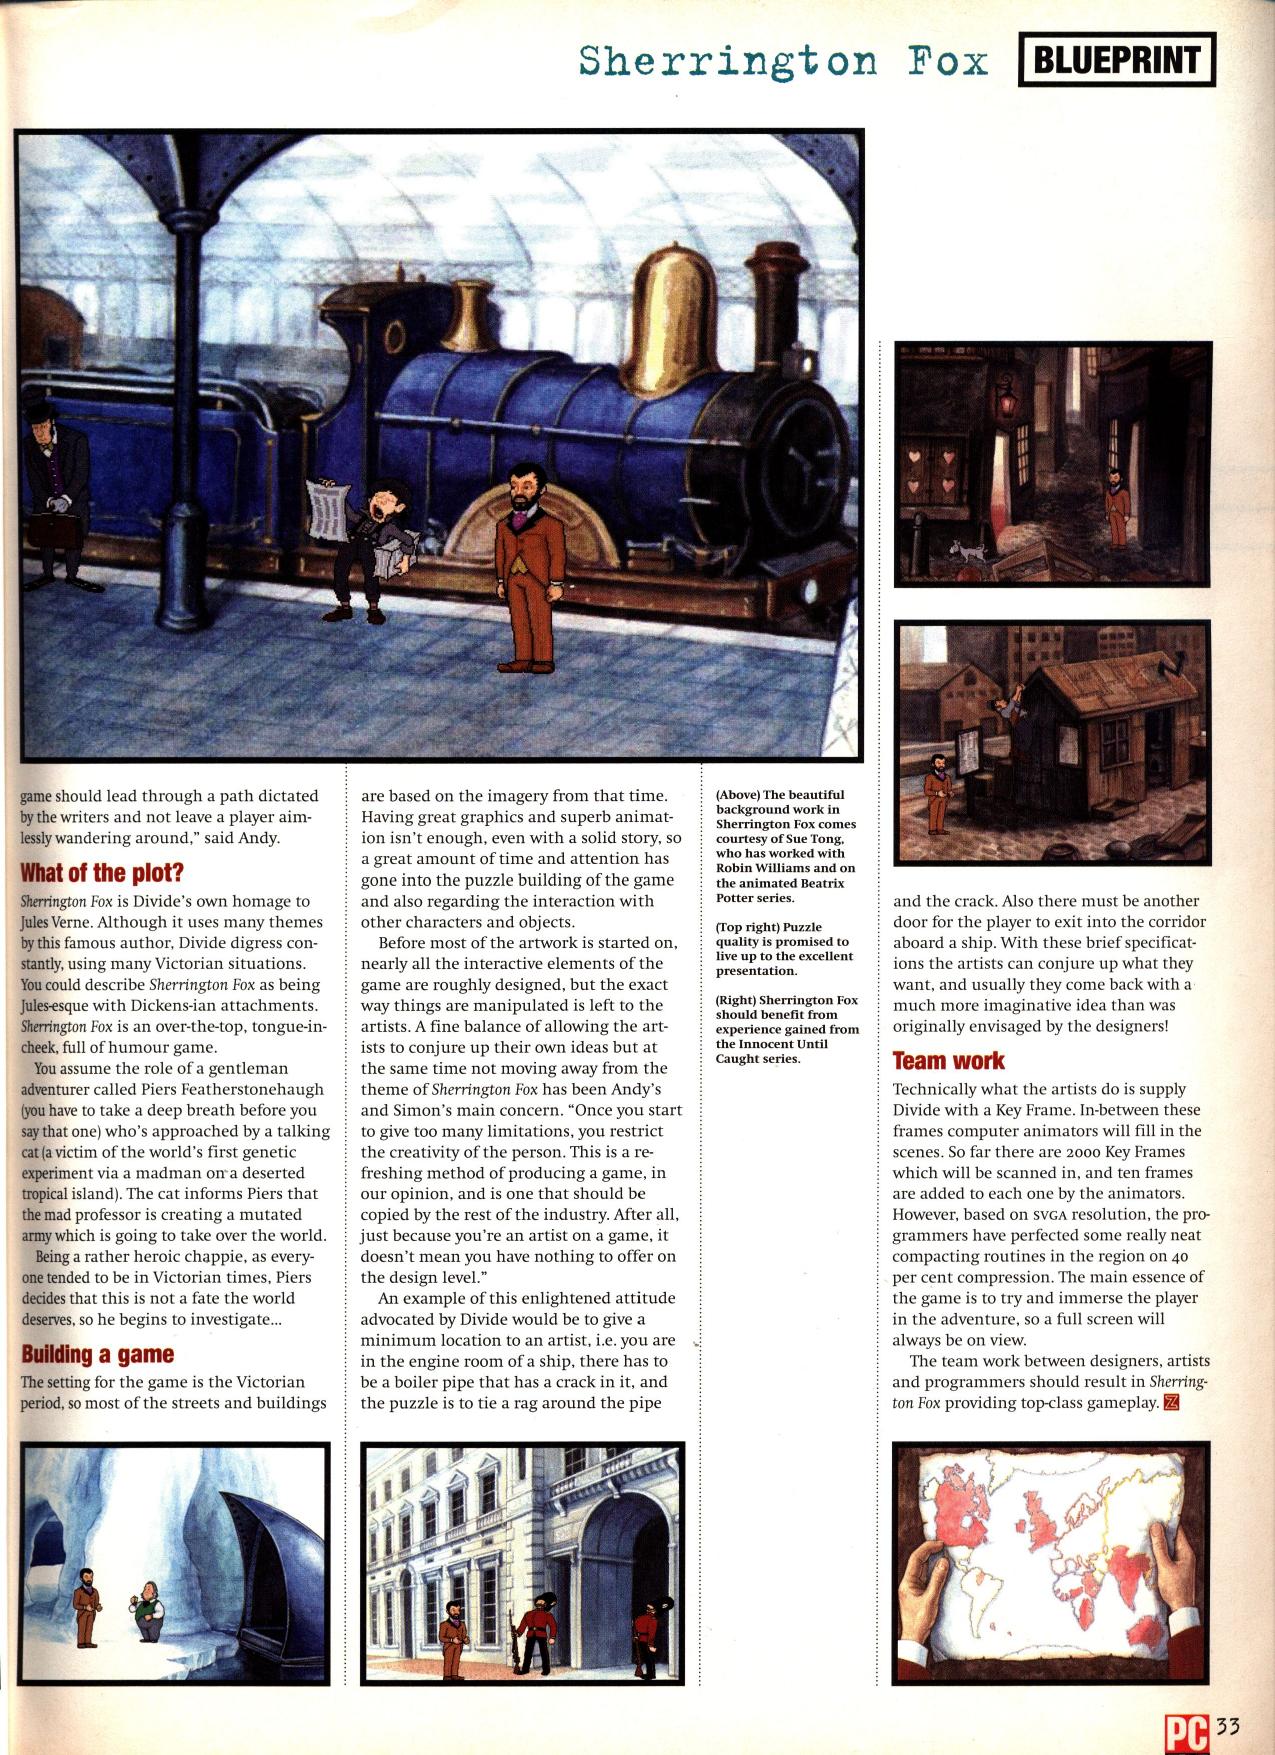 Sherrington Fox BLUEPRINT
game should lead through a path dictated
by the writers and not leave a player aim-
lessly wandering around,” said Andy.
What of the plot?
Sherrington Fox is Divide's own homage to
Jules Verne. Although it uses many themes
by this famous author, Divide digress con-
stantly, using many Victorian situations.
You could describe Sherrington Fox as being
Jules-esque with Dickens-ian attachments.
Sherrington Fox is an over-the-top, tongue-in-
cheek, full of humour game.
You assume the role of a gentleman
adventurer called Piers Featherstonehaugh
(you have to take a deep breath before you
say that one) who's approached by a talking
cat (a victim of the world's first genetic
experiment via a madman on a deserted
tropical island). The cat informs Piers that
the mad professor is creating a mutated
army which is going to take over the world.
Being a rather heroic chappie, as every-
one tended to be in Victorian times, Piers
decides that this is not a fate the world
deserves, so he begins to investigate...
Building a game
The setting for the game is the Victorian
period, so most of the streets and buildings
are based on the imagery from that time.
Having great graphics and superb animat-
ion isn't enough, even with a solid story, so
a great amount of time and attention has
gone into the puzzle building of the game
and also regarding the interaction with
other characters and objects.
Before most of the artwork is started on,
nearly all the interactive elements of the
game are roughly designed, but the exact
way things are manipulated is left to the
artists. A fine balance of allowing the art-
ists to conjure up their own ideas but at
the same time not moving away from the
theme of Sherrington Fox has been Andy's
and Simon's main concern. “Once you start
to give too many limitations, you restrict
the creativity of the person. This is a re-
freshing method of producing a game, in
our opinion, and is one that should be
copied by the rest of the industry. After all,
just because you're an artist on a game, it
doesn't mean you have nothing to offer on
the design level.”
An example of this enlightened attitude
advocated by Divide would be to give a
minimum location to an artist, i.e. you are
in the engine room of a ship, there has to
be a boiler pipe that has a crack in it, and
the puzzle is to tie a rag around the pipe
(Above) The beautiful
background work in
Sherrington Fox comes
courtesy of Sue Tong,
who has worked with
Robin Williams and on
the animated Beatrix
Potter series.
(Top right) Puzzle
quality is promised to
live up to the excellent
presentation.
(Right) Sherrington Fox
should benefit from
experience gained from
the Innocent Until
Caught series.
and the crack. Also there must be another
door for the player to exit into the corridor
aboard a ship. With these brief specificat-
ions the artists can conjure up what they
want, and usually they come back with a
much more imaginative idea than was
originally envisaged by the designers!
Team work
Technically what the artists do is supply
Divide with a Key Frame. In-between these
frames computer animators will fill in the
scenes. So far there are 2000 Key Frames
which will be scanned in, and ten frames
are added to each one by the animators.
However, based on SVGA resolution, the pro-
grammers have perfected some really neat
compacting routines in the region on 40
per cent compression. The main essence of
the game is to try and immerse the player
in the adventure, so a full screen will
always be on view.
The team work between designers, artists
and programmers should result in Sherring-
ton Fox providing top-class gameplay. Z
PC 33